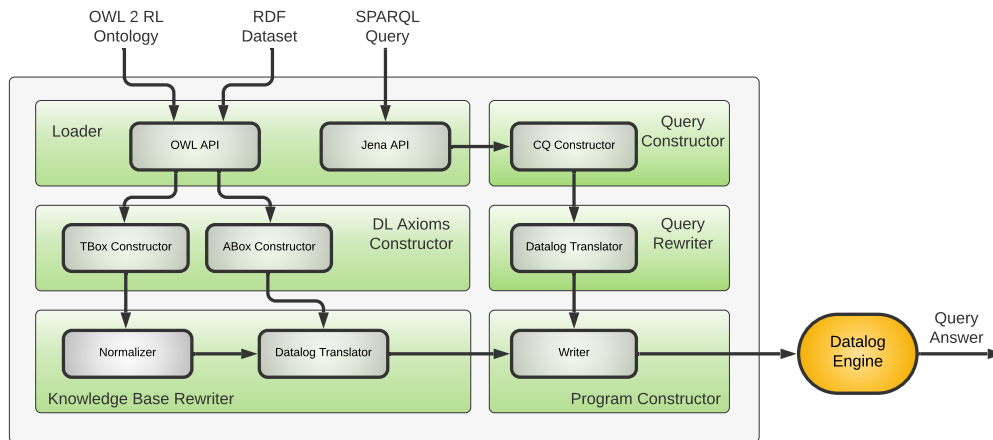 OWL 2 RL
Ontology
RDF
Dataset
SPARQL
Query
Loader
OWL API
Jena API
CQ Constructor
Query
Constructor
TBox Constructor
ABox Constructor
DL Axioms
Constructor
Datalog Translator
Query
Rewriter
Normalizer
Datalog Translator
Knowledge Base Rewriter
Writer
Program Constructor
Datalog
Engine
Query
Answer